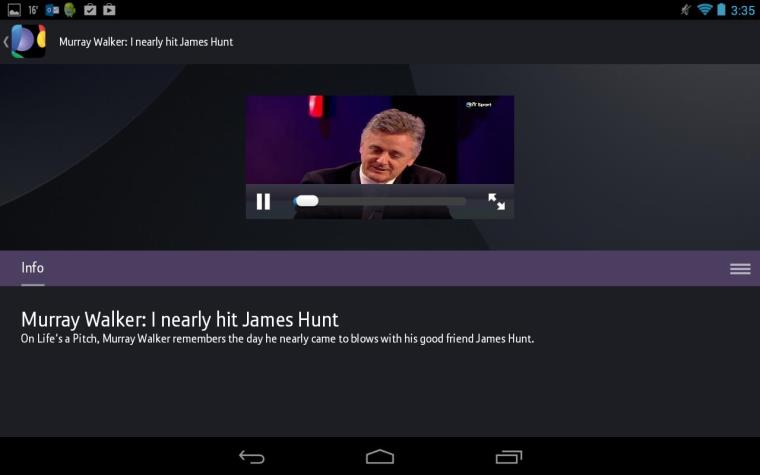 16°
3:35
Murray Walker: I nearly hit James Hunt
BT Sport
Info
Murray Walker: I nearly hit James Hunt
On Life's a Pitch, Murray Walker remembers the day he nearly came to blows with his good friend James Hunt.